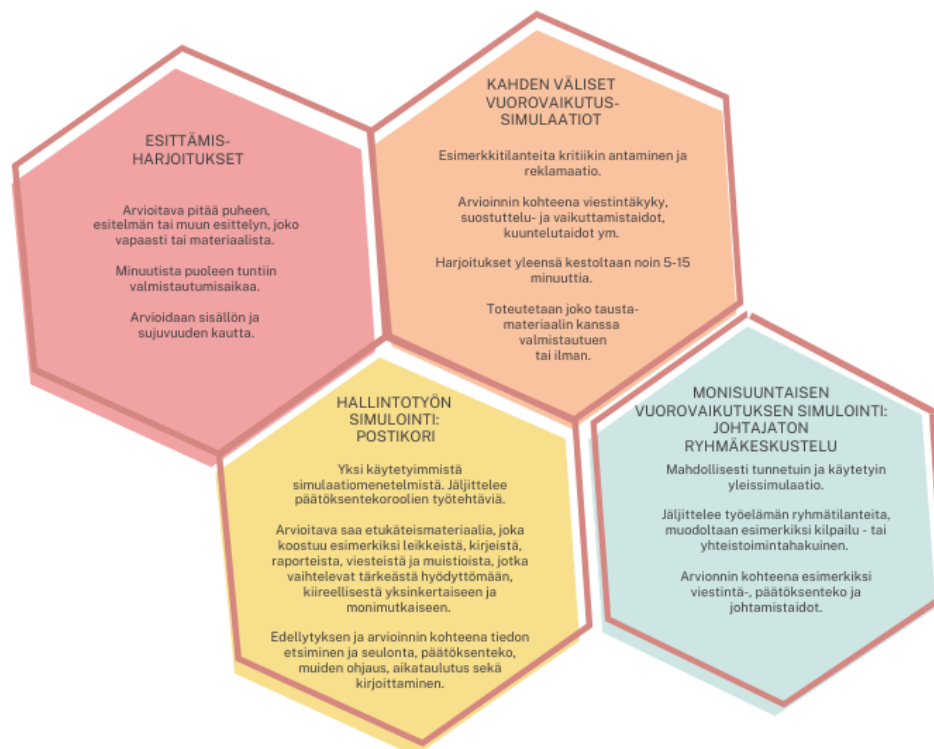 ESITTÄMIS-
HARJOITUKSET
Arvioitava pitää puheen,
esitelmän tai muun esittelyn, joko
vapaasti tai materiaalista.
Minuutista puoleen tuntiin
valmistautumisaikaa.
Arvioidaan sisällön ja
sujuvuuden kautta.
KAHDEN VÄLISET
VUOROVAIKUTUS-
SIMULAATIOT
Esimerkkitilanteita kritiikin antaminen ja
reklamaatio.
Arvioinnin kohteena viestintäkyky,
suostuttelu- ja vaikuttamistaidot,
kuuntelutaidot ym.
Harjoitukset yleensä kestoltaan noin 5-15
minuuttia.
Toteutetaan joko tausta-
materiaalin kanssa
valmistautuen
tai ilman.
HALLINTOTYÖN
SIMULOINTI:
POSTIKORI
Yksi käytetyimmistä
simulaatiomenetelmistä. Jäljittelee
päätöksentekoroolien työtehtäviä.
Arvioitava saa etukäteismateriaalia, joka
koostuu esimerkiksi leikkeistä, kirjeistä,
raporteista, viesteistä ja muistioista, jotka
vaihtelevat tärkeästä hyödyttömään,
kiireellisestä yksinkertaiseen ja
monimutkaiseen.
Edellytyksen ja arvioinnin kohteena tiedon
etsiminen ja seulonta, päätöksenteko,
muiden ohjaus, aikataulutus sekä
kirjoittaminen.
MONISUUNTAISEN
VUOROVAIKUTUKSEN SIMULOINTI:
JOHTAJATON
RYHMÄKESKUSTELU
Mahdollisesti tunnetuin ja käytetyin
yleissimulaatio.
Jäljittelee työelämän ryhmätilanteita,
muodoltaan esimerkiksi kilpailu - tai
yhteistoimintahakuinen.
Arvionnin kohteena esimerkiksi
viestintä-, päätöksenteko ja
johtamistaidot.